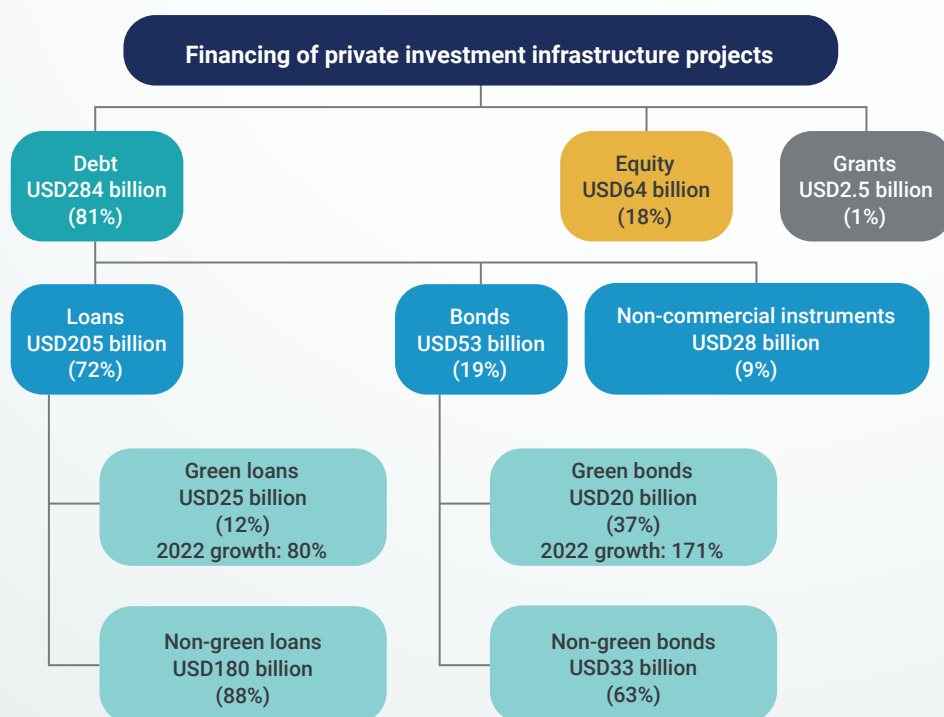 Financing of private investment infrastructure projects
Debt
USD284 billion
(81%)
Equity
USD64 billion
(18%)
Grants
USD2.5 billion
(1%)
Loans
USD205 billion
(72%)
Bonds
USD53 billion
(19%)
Non-commercial instruments
USD28 billion
(9%)
Green loans
USD25 billion
(12%)
2022 growth: 80%
Green bonds
USD20 billion
(37%)
2022 growth: 171%
Non-green loans
USD180 billion
(88%)
Non-green bonds
USD33 billion
(63%)